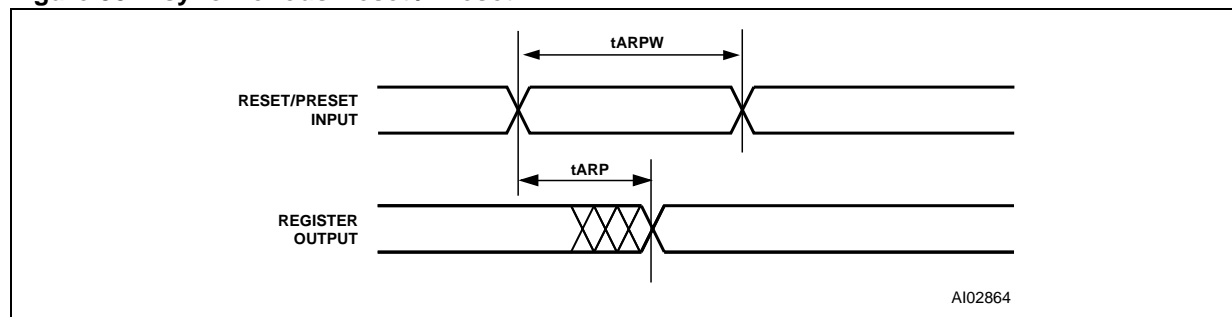 tARPW
RESET/PRESET
INPUT
tARP
REGISTER
OUTPUT
AI02864